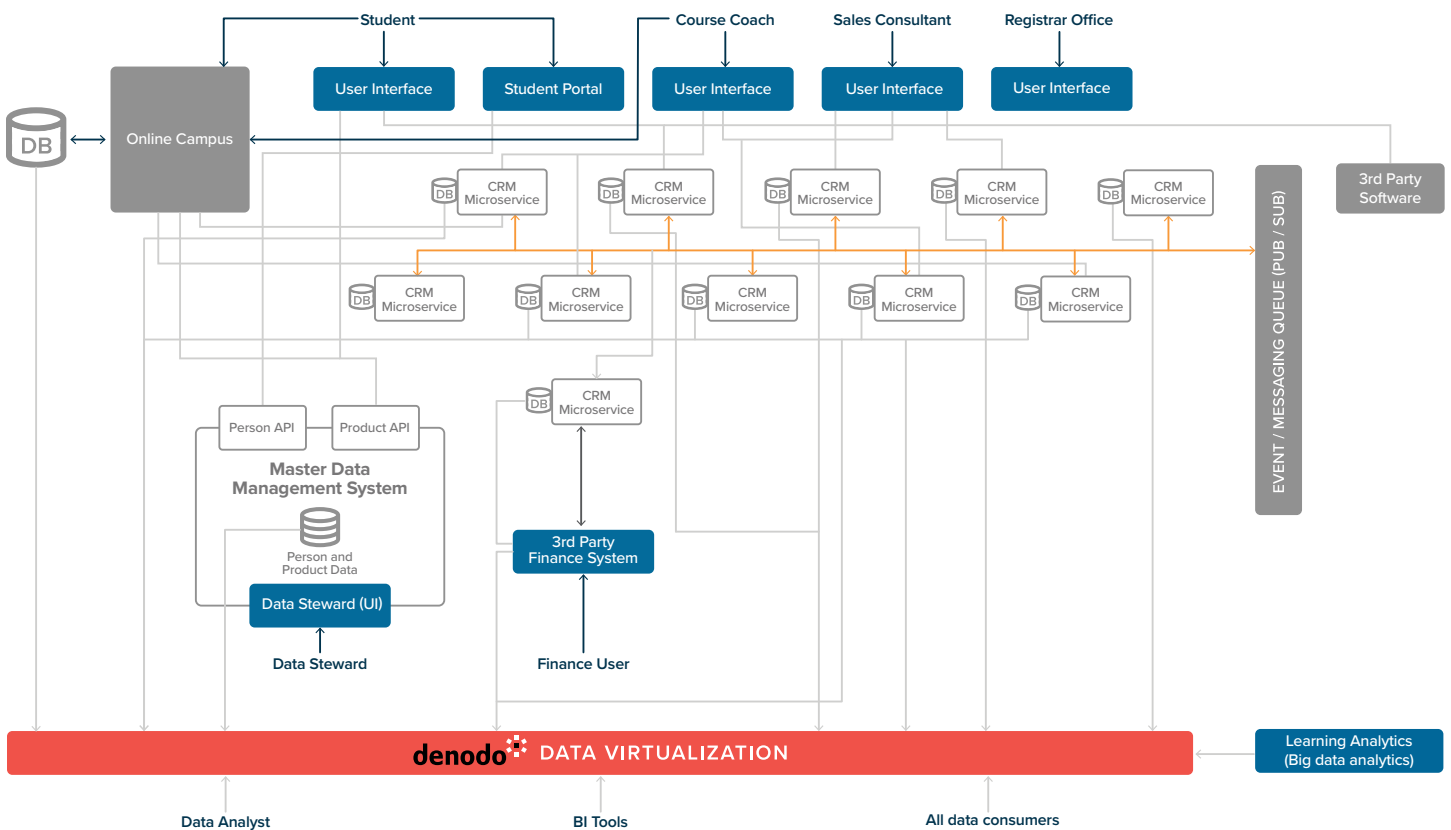 Student
Course Coach
Sales Consultant
Registrar Office
User Interface
Student Portal
User Interface
User Interface
User Interface
DB
Online Campus
3rd Party
Software
DB
CRM
Microservice
DB
CRM
Microservice
DB
CRM
Microservice
DB
CRM
Microservice
DB
CRM
Microservice
DB
CRM
Microservice
DB
CRM
Microservice
DB
CRM
Microservice
DB
CRM
Microservice
DB
CRM
Microservice
EVENT / MESSAGING QUEUE (PUB / SUB)
DB
CRM
Microservice
Person API
Product API
Master Data
Management System
Person and
Product Data
Data Steward (UI)
Data Steward
3rd Party
Finance System
Finance User
denodo DATA VIRTUALIZATION
Learning Analytics
(Big data analytics)
Data Analyst
BI Tools
All data consumers